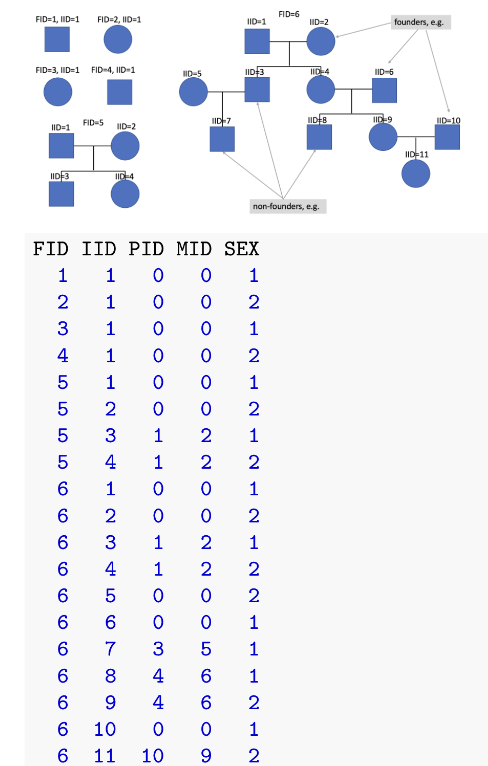 FID=1, IID=1
FID=2, IID=1
FID=3, IID=1
FID=4, IID=1
FID=5
IID=1
IID=2
IID=3
IID=4
FID=6
IID=1
IID=2
founders, e.g.
IID=5
IID=3
IID=4
IID=6
IID=7
IID=8
IID=9
IID=10
IID=11
non-founders, e.g.
FID IID PID MID SEX
1 1 0 0 1
2 1 0 0 2
3 1 0 0 1
4 1 0 0 2
5 1 0 0 1
5 2 0 0 2
5 3 1 2 1
5 4 1 2 2
6 1 0 0 1
6 2 0 0 2
6 3 1 2 1
6 4 1 2 2
6 5 0 0 2
6 6 0 0 1
6 7 3 5 1
6 8 4 6 1
6 9 4 6 2
6 10 0 0 1
6 11 10 9 2